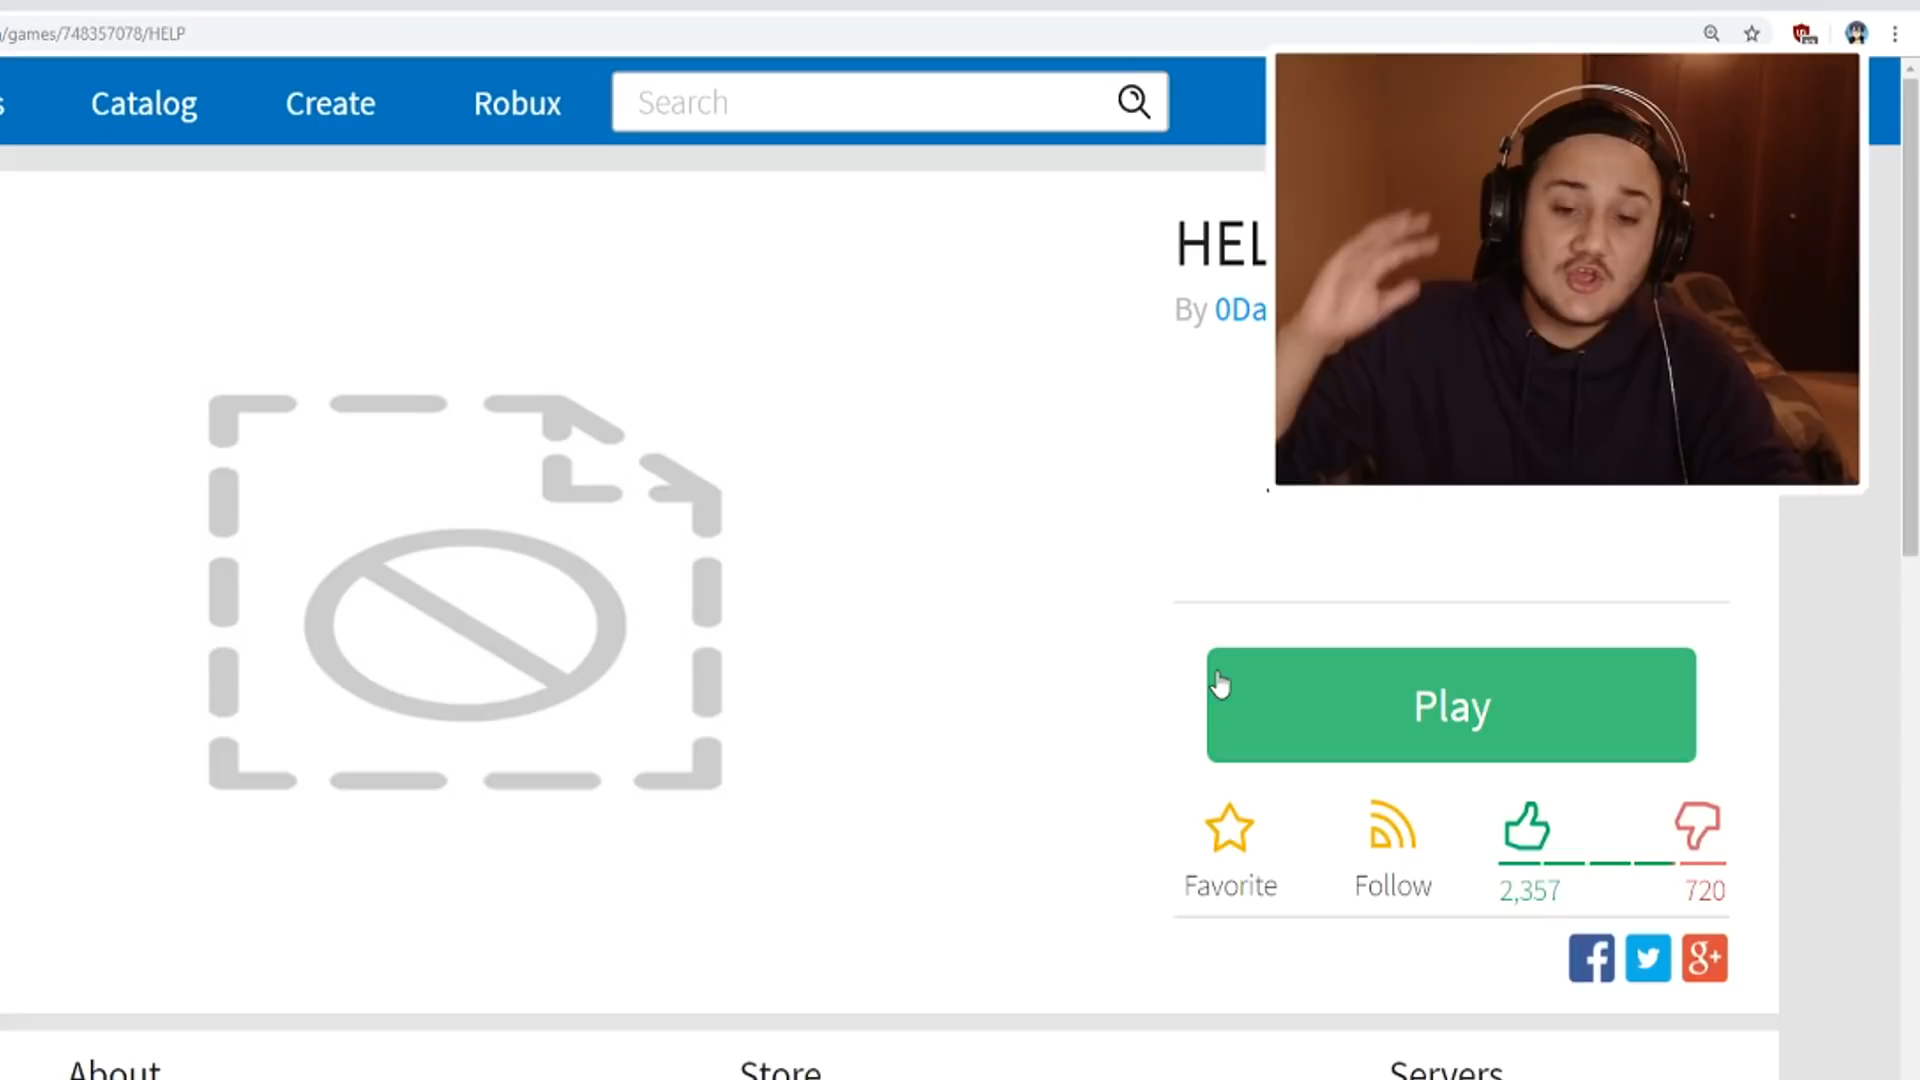 /games/748357078/HELP
Catalog
Create
Robux
Search
HEL
By 0Da
Play
Favorite
Follow
2,357
720
About
Store
Servers